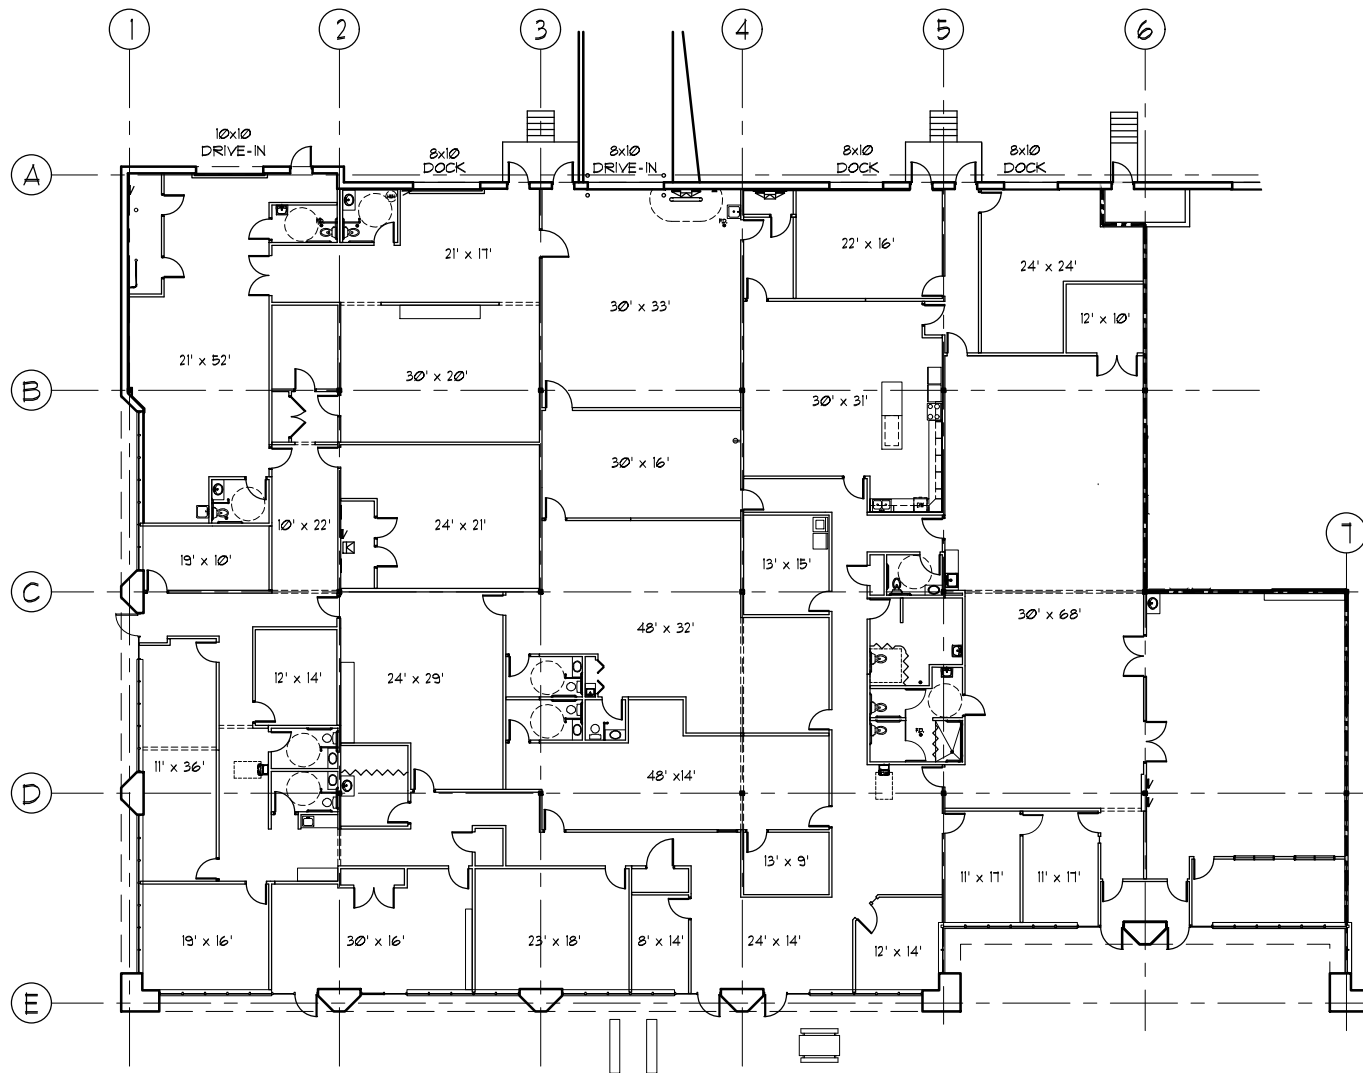 1 2 3 4 5 6
10x10
DRIVE-IN
8x10
DOCK
8x10
DRIVE-IN
8x10
DOCK
8x10
DOCK
A
21' x 17'
22' x 16'
24' x 24'
30' x 33'
12' x 10'
21' x 52'
30' x 20'
B
30' x 31'
30' x 16'
10' x 22'
24' x 21'
7
19' x 10'
13' x 15'
C
48' x 32'
30' x 68'
12' x 14'
24' x 29'
11' x 36'
48' x14'
D
13' x 9'
11' x 17'
11' x 17'
19' x 16'
30' x 16'
23' x 18'
8' x 14'
24' x 14'
12' x 14'
E